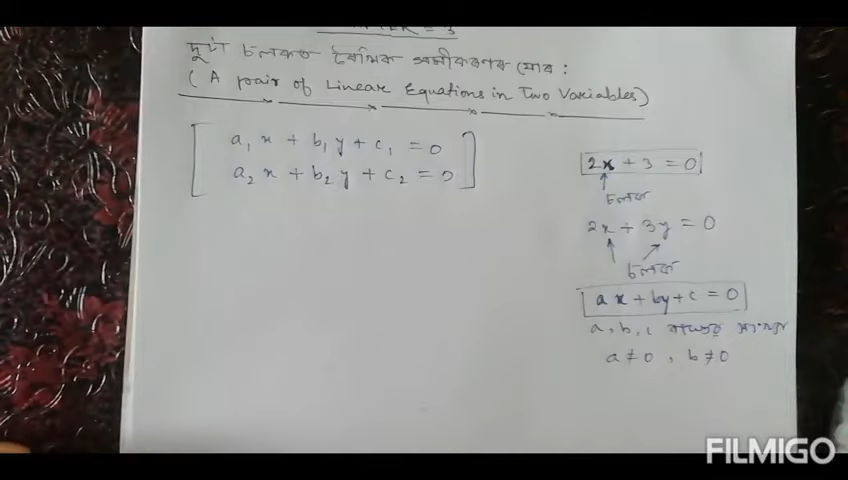 = 3
দুটা চলকত ৰৈখিক সমীকৰণৰ যোৰ :
( A pair of Linear Equations in Two Variables)
a₁x + b₁y + c₁ = 0
a₂x + b₂y + c₂ = 0
2x + 3 = 0
চলক
2x + 3y = 0
চলক
ax + by + c = 0
a, b, c বাস্তৱ সংখ্যা
a ≠ 0 , b ≠ 0
FILMIGO